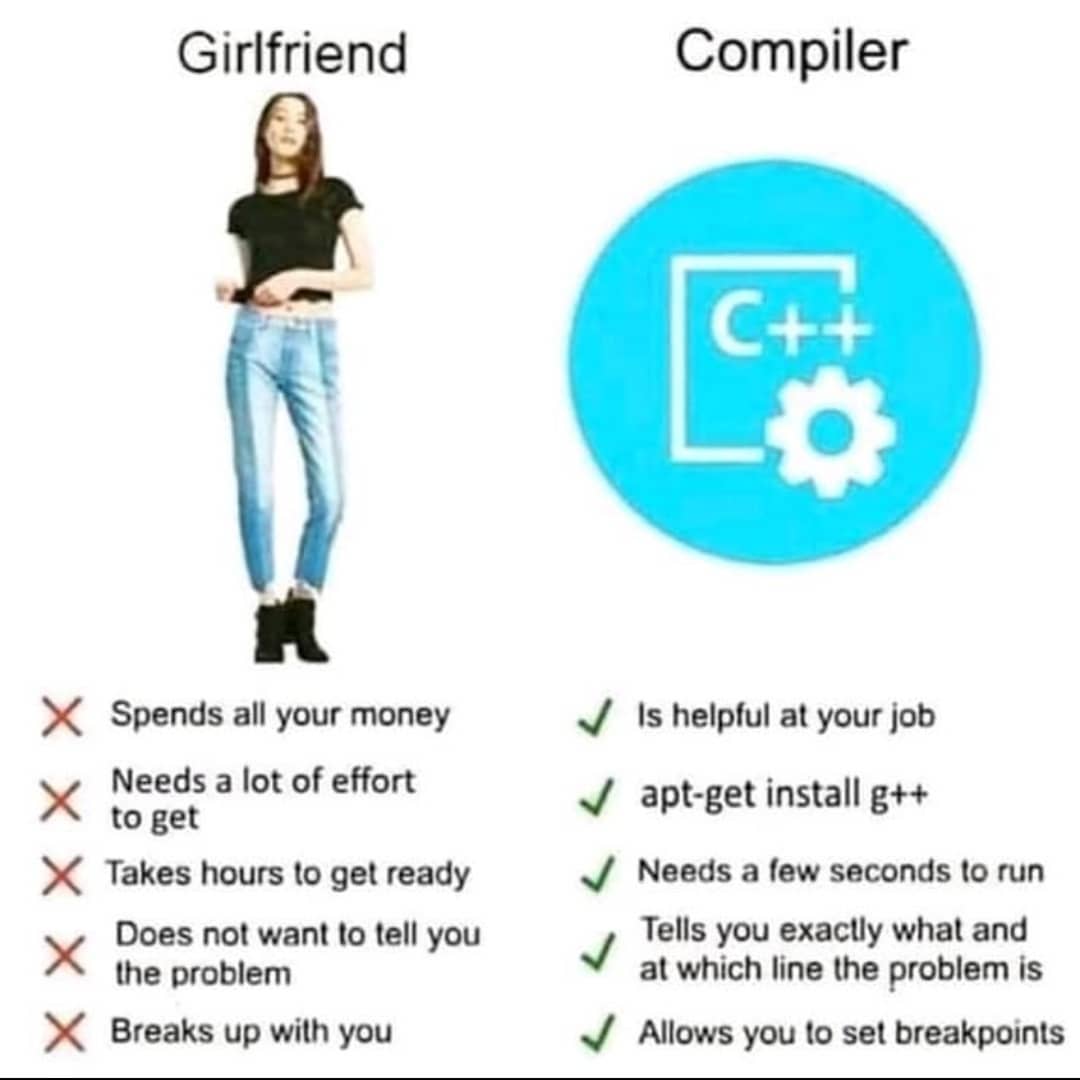 Girlfriend
Compiler
C++
Spends all your money
Needs a lot of effort
to get
Takes hours to get ready
Does not want to tell you
the problem
Breaks up with you
Is helpful at your job
apt-get install g++
Needs a few seconds to run
Tells you exactly what and
at which line the problem is
Allows you to set breakpoints